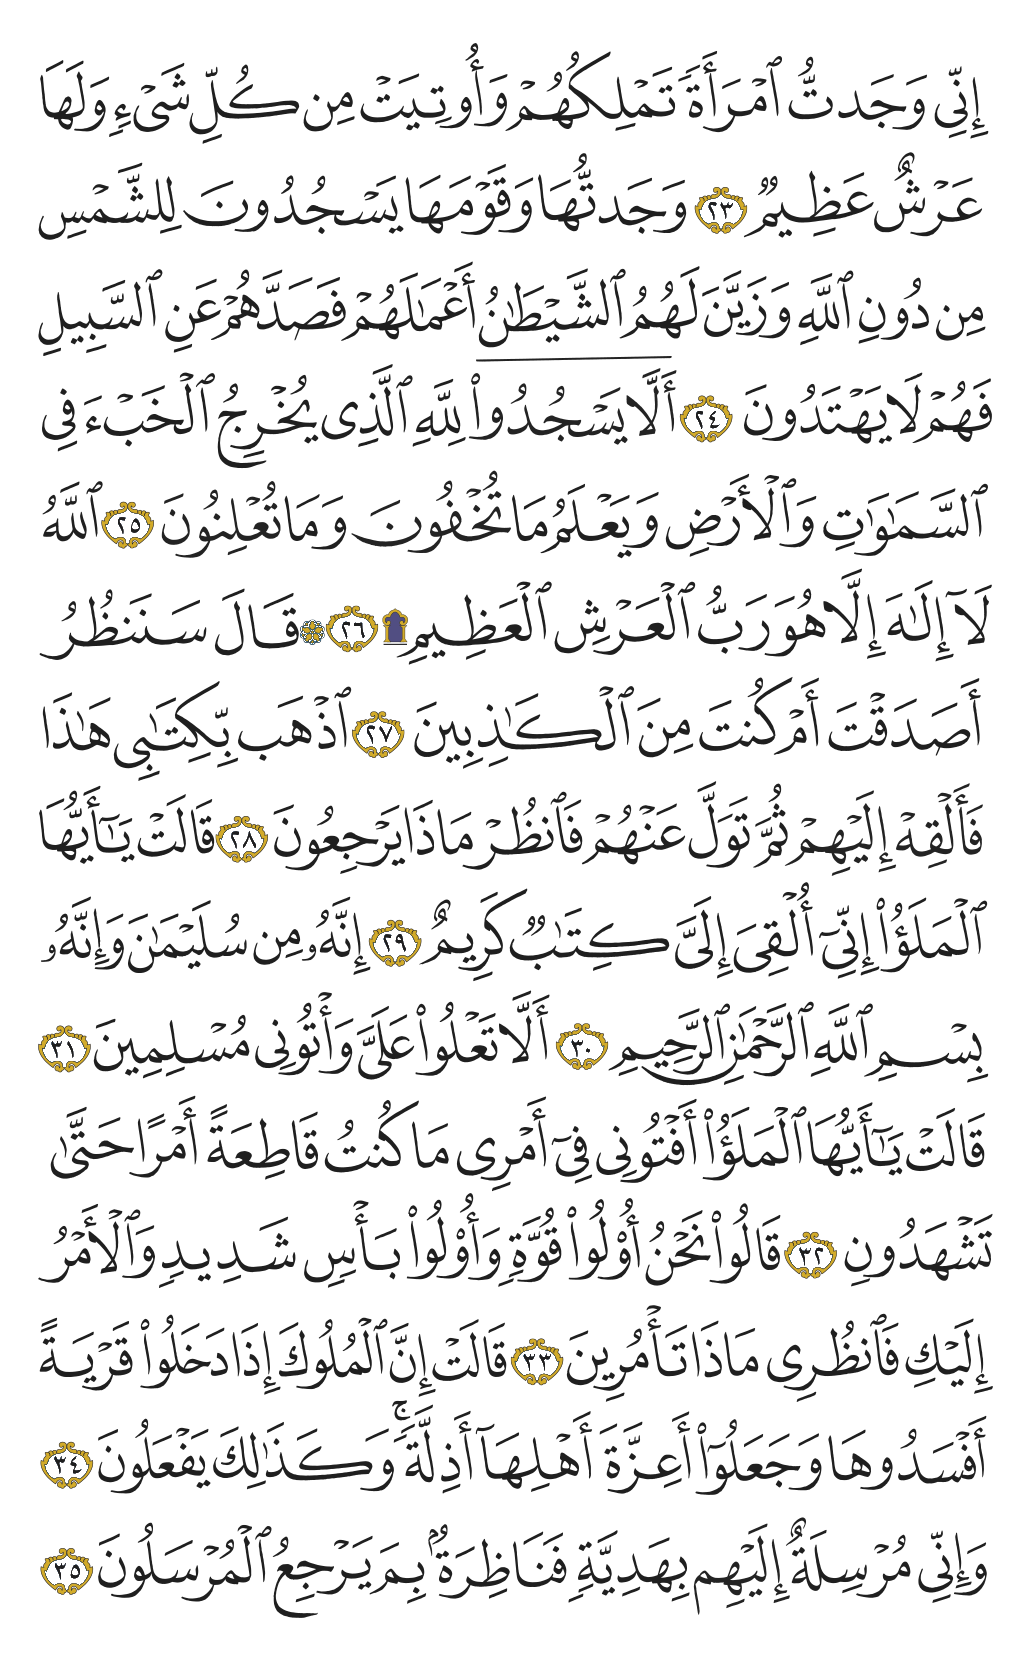 إِنِّى وَجَدتُّ ٱمْرَأَةً تَمْلِكُهُمْ وَأُوتِيَتْ مِن كُلِّ شَىْءٍ وَلَهَا
عَرْشٌ عَظِيمٌ ٢٣ وَجَدتُّهَا وَقَوْمَهَا يَسْجُدُونَ لِلشَّمْسِ
مِن دُونِ ٱللَّهِ وَزَيَّنَ لَهُمُ ٱلشَّيْطَٰنُ أَعْمَٰلَهُمْ فَصَدَّهُمْ عَنِ ٱلسَّبِيلِ
فَهُمْ لَا يَهْتَدُونَ ٢٤ أَلَّا يَسْجُدُوا۟ لِلَّهِ ٱلَّذِى يُخْرِجُ ٱلْخَبْءَ فِى
ٱلسَّمَٰوَٰتِ وَٱلْأَرْضِ وَيَعْلَمُ مَا تُخْفُونَ وَمَا تُعْلِنُونَ ٢٥ ٱللَّهُ
لَآ إِلَٰهَ إِلَّا هُوَ رَبُّ ٱلْعَرْشِ ٱلْعَظِيمِ ۩ ٢٦ ۞ قَالَ سَنَنظُرُ
أَصَدَقْتَ أَمْ كُنتَ مِنَ ٱلْكَٰذِبِينَ ٢٧ ٱذْهَب بِّكِتَٰبِى هَٰذَا
فَأَلْقِهْ إِلَيْهِمْ ثُمَّ تَوَلَّ عَنْهُمْ فَٱنظُرْ مَاذَا يَرْجِعُونَ ٢٨ قَالَتْ يَٰٓأَيُّهَا
ٱلْمَلَؤُا۟ إِنِّىٓ أُلْقِىَ إِلَىَّ كِتَٰبٌ كَرِيمٌ ٢٩ إِنَّهُۥ مِن سُلَيْمَٰنَ وَإِنَّهُۥ
بِسْمِ ٱللَّهِ ٱلرَّحْمَٰنِ ٱلرَّحِيمِ ٣٠ أَلَّا تَعْلُوا۟ عَلَىَّ وَأْتُونِى مُسْلِمِينَ ٣١
قَالَتْ يَٰٓأَيُّهَا ٱلْمَلَؤُا۟ أَفْتُونِى فِىٓ أَمْرِى مَا كُنتُ قَاطِعَةً أَمْرًا حَتَّىٰ
تَشْهَدُونِ ٣٢ قَالُوا۟ نَحْنُ أُو۟لُوا۟ قُوَّةٍ وَأُو۟لُوا۟ بَأْسٍ شَدِيدٍ وَٱلْأَمْرُ
إِلَيْكِ فَٱنظُرِى مَاذَا تَأْمُرِينَ ٣٣ قَالَتْ إِنَّ ٱلْمُلُوكَ إِذَا دَخَلُوا۟ قَرْيَةً
أَفْسَدُوهَا وَجَعَلُوٓا۟ أَعِزَّةَ أَهْلِهَآ أَذِلَّةً ۖ وَكَذَٰلِكَ يَفْعَلُونَ ٣٤
وَإِنِّى مُرْسِلَةٌ إِلَيْهِم بِهَدِيَّةٍ فَنَاظِرَةٌۢ بِمَ يَرْجِعُ ٱلْمُرْسَلُونَ ٣٥